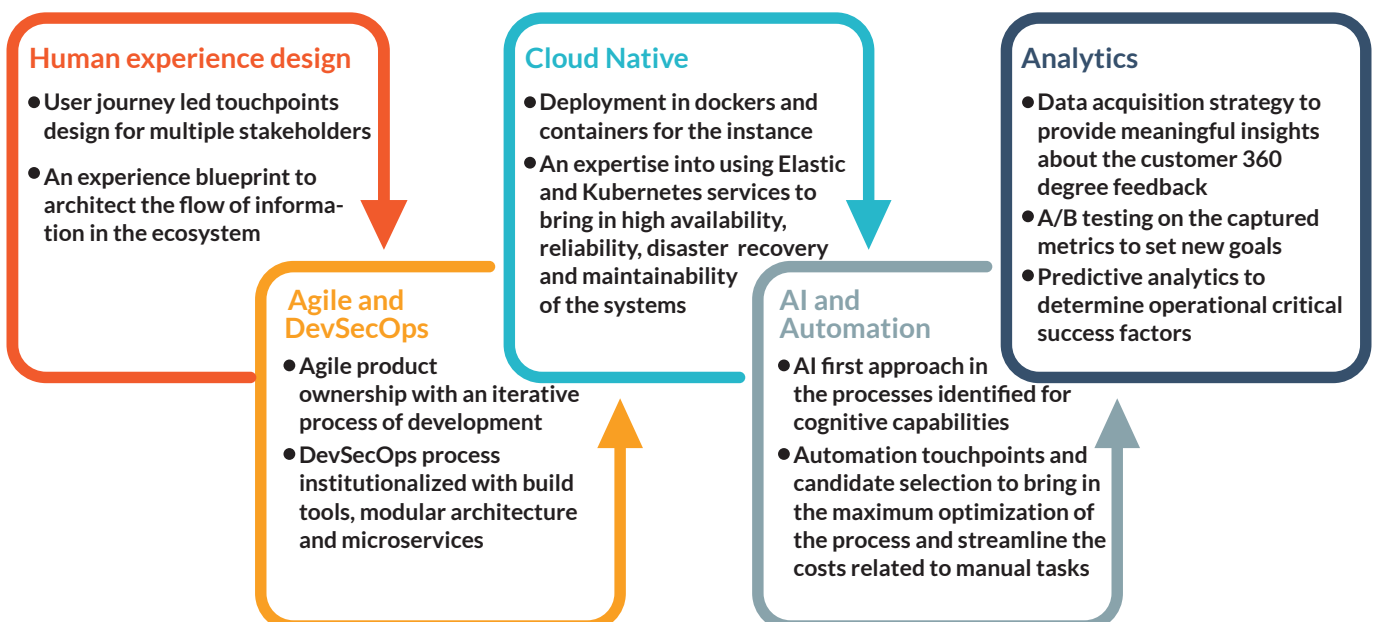 Human experience design
User journey led touchpoints
design for multiple stakeholders
An experience blueprint to
architect the flow of informa-
tion in the ecosystem
Agile and
DevSecOps
Agile product
ownership with an iterative
process of development
DevSecOps process
institutionalized with build
tools, modular architecture
and microservices
Cloud Native
Deployment in dockers and
containers for the instance
An expertise into using Elastic
and Kubernetes services to
bring in high availability,
reliability, disaster recovery
and maintainability
of the systems
AI and
Automation
AI first approach in
the processes identified for
cognitive capabilities
Automation touchpoints and
candidate selection to bring in
the maximum optimization of
the process and streamline the
costs related to manual tasks
Analytics
Data acquisition strategy to
provide meaningful insights
about the customer 360
degree feedback
A/B testing on the captured
metrics to set new goals
Predictive analytics to
determine operational critical
success factors